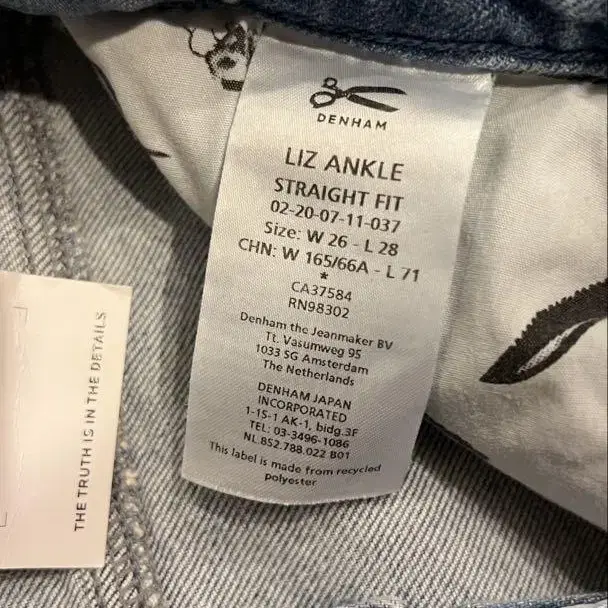 DENHAM
LIZ ANKLE
STRAIGHT FIT
02-20-07-11-037
Size: W 26 - L 28
CHN: W 165/66A - L 71
*
CA37584
RN98302
Denham the Jeanmaker BV
Tt. Vasumweg 95
1033 SG Amsterdam
The Netherlands
DENHAM JAPAN
INCORPORATED
1-15-1 AK-1, bidg.3F
TEL: 03-3496-1086
NL.852.788.022 B01
This label is made from recycled
polyester
THE TRUTH IS IN THE DETAILS